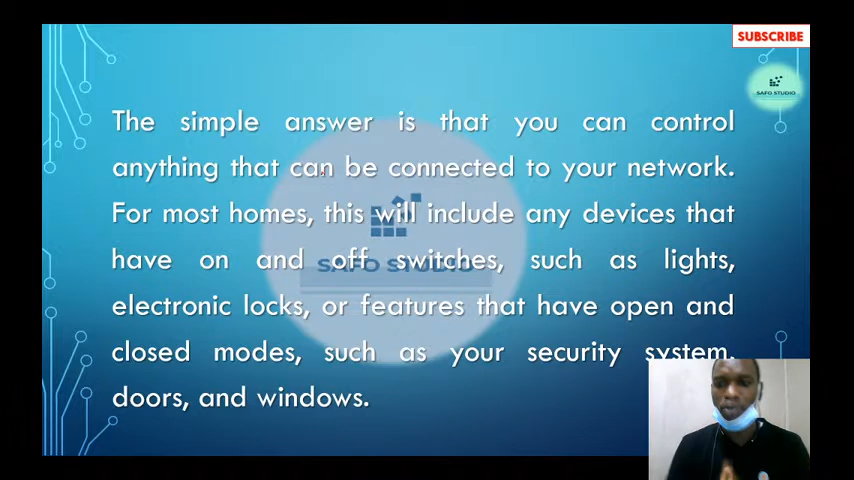 SUBSCRIBE
SAFO STUDIO
The simple answer is that you can control
anything that can be connected to your network.
For most homes, this will include any devices that
have on and off switches, such as lights,
SAFO STUDIO
electronic locks, or features that have open and
closed modes, such as your security system,
doors, and windows.